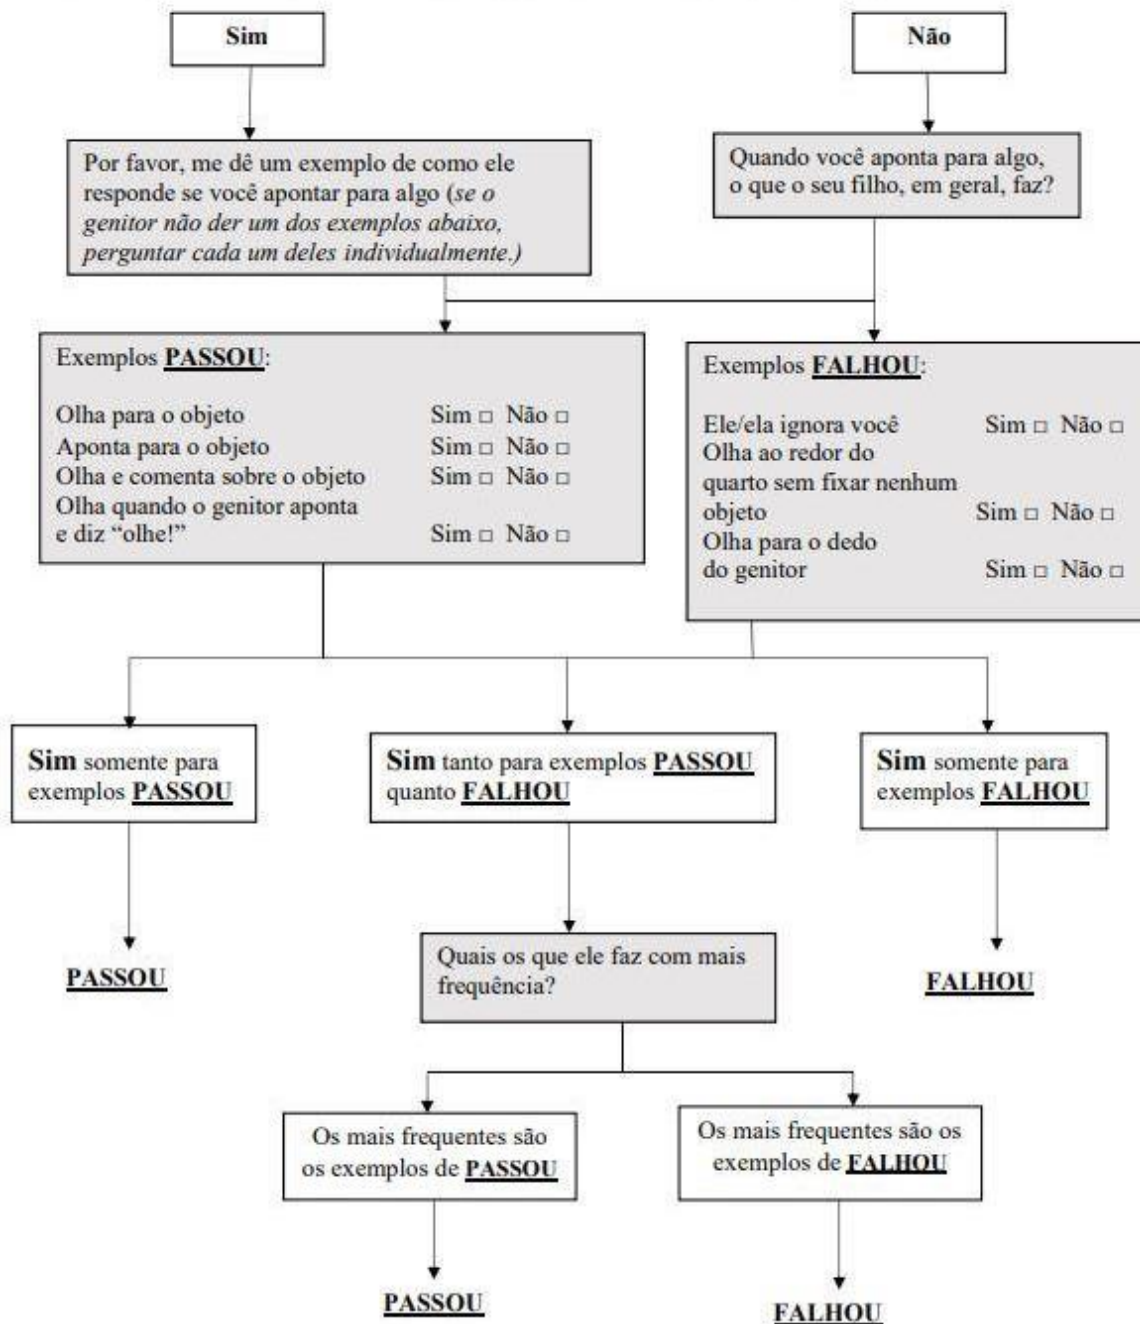 Sim
Não
Por favor, me dê um exemplo de como ele
responde se você apontar para algo (se o
genitor não der um dos exemplos abaixo,
perguntar cada um deles individualmente.)
Quando você aponta para algo,
o que o seu filho, em geral, faz?
Exemplos PASSOU:
Olha para o objeto Sim □ Não □
Aponta para o objeto Sim □ Não □
Olha e comenta sobre o objeto Sim □ Não □
Olha quando o genitor aponta
e diz “olhe!” Sim □ Não □
Exemplos FALHOU:
Ele/ela ignora você Sim □ Não □
Olha ao redor do
quarto sem fixar nenhum
objeto Sim □ Não □
Olha para o dedo
do genitor Sim □ Não □
Sim somente para
exemplos PASSOU
Sim tanto para exemplos PASSOU
quanto FALHOU
Sim somente para
exemplos FALHOU
PASSOU
Quais os que ele faz com mais
frequência?
FALHOU
Os mais frequentes são
os exemplos de PASSOU
Os mais frequentes são os
exemplos de FALHOU
PASSOU
FALHOU